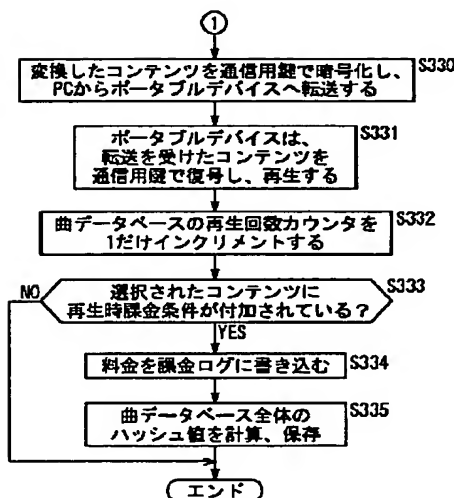 1
変換したコンテンツを通信用鍵で暗号化し、
PCからポータブルデバイスへ転送する
S330
ポータブルデバイスは、
転送を受けたコンテンツを
通信用鍵で復号し、再生する
S331
曲データベースの再生回数カウンタを
1だけインクリメントする
S332
選択されたコンテンツに
再生時課金条件が付加されている?
S333
NO
YES
料金を課金ログに書き込む
S334
曲データベース全体の
ハッシュ値を計算、保存
S335
エンド